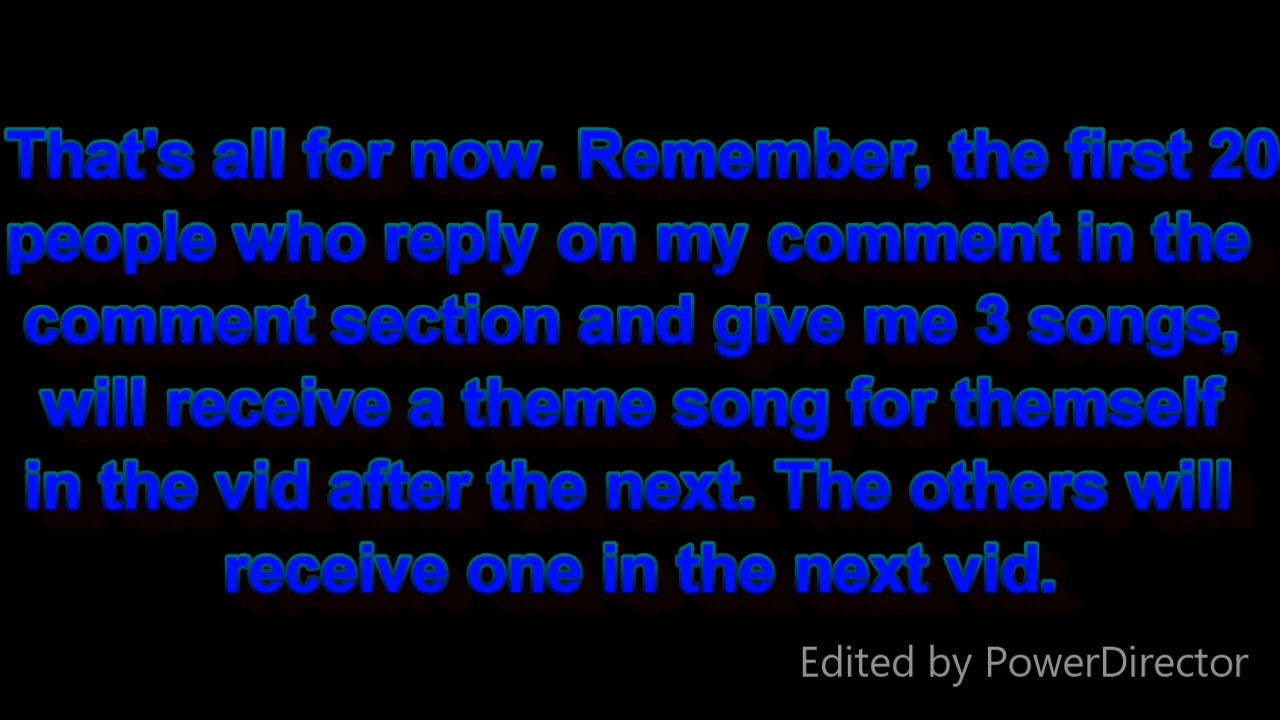 That's all for now. Remember, the first 20
people who reply on my comment in the
comment section and give me 3 songs,
will receive a theme song for themself
in the vid after the next. The others will
receive one in the next vid.
Edited by PowerDirector